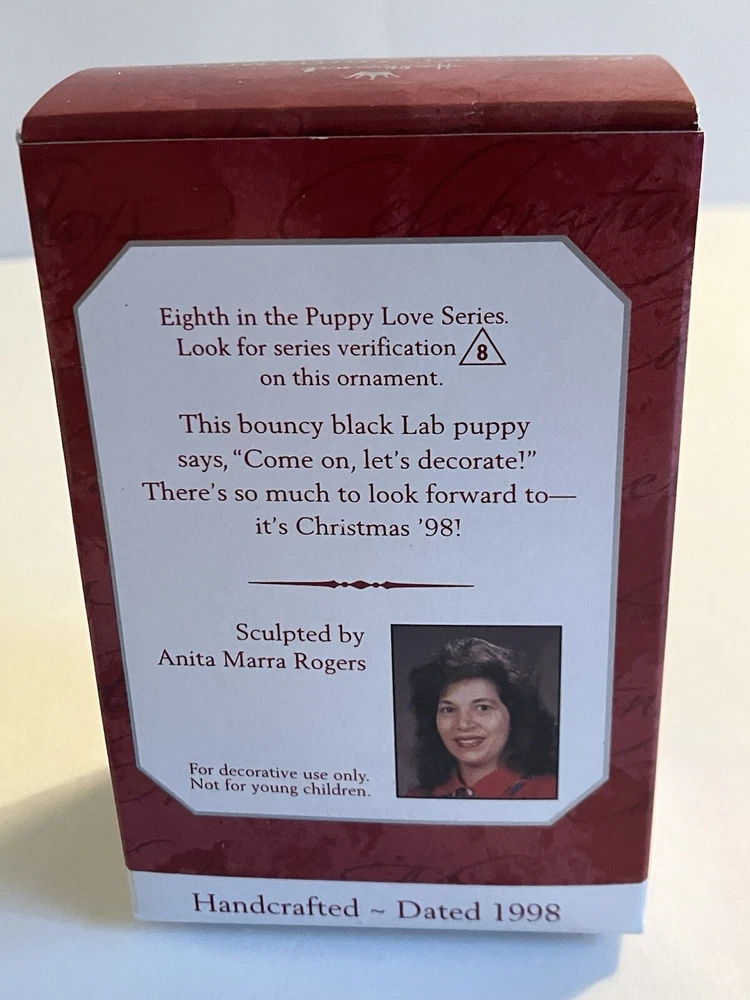 Celebratin
Eighth in the Puppy Love Series.
Look for series verification 8
on this ornament.
This bouncy black Lab puppy
says, “Come on, let’s decorate!”
There’s so much to look forward to—
it’s Christmas ’98!
Sculpted by
Anita Marra Rogers
For decorative use only.
Not for young children.
Handcrafted ~ Dated 1998